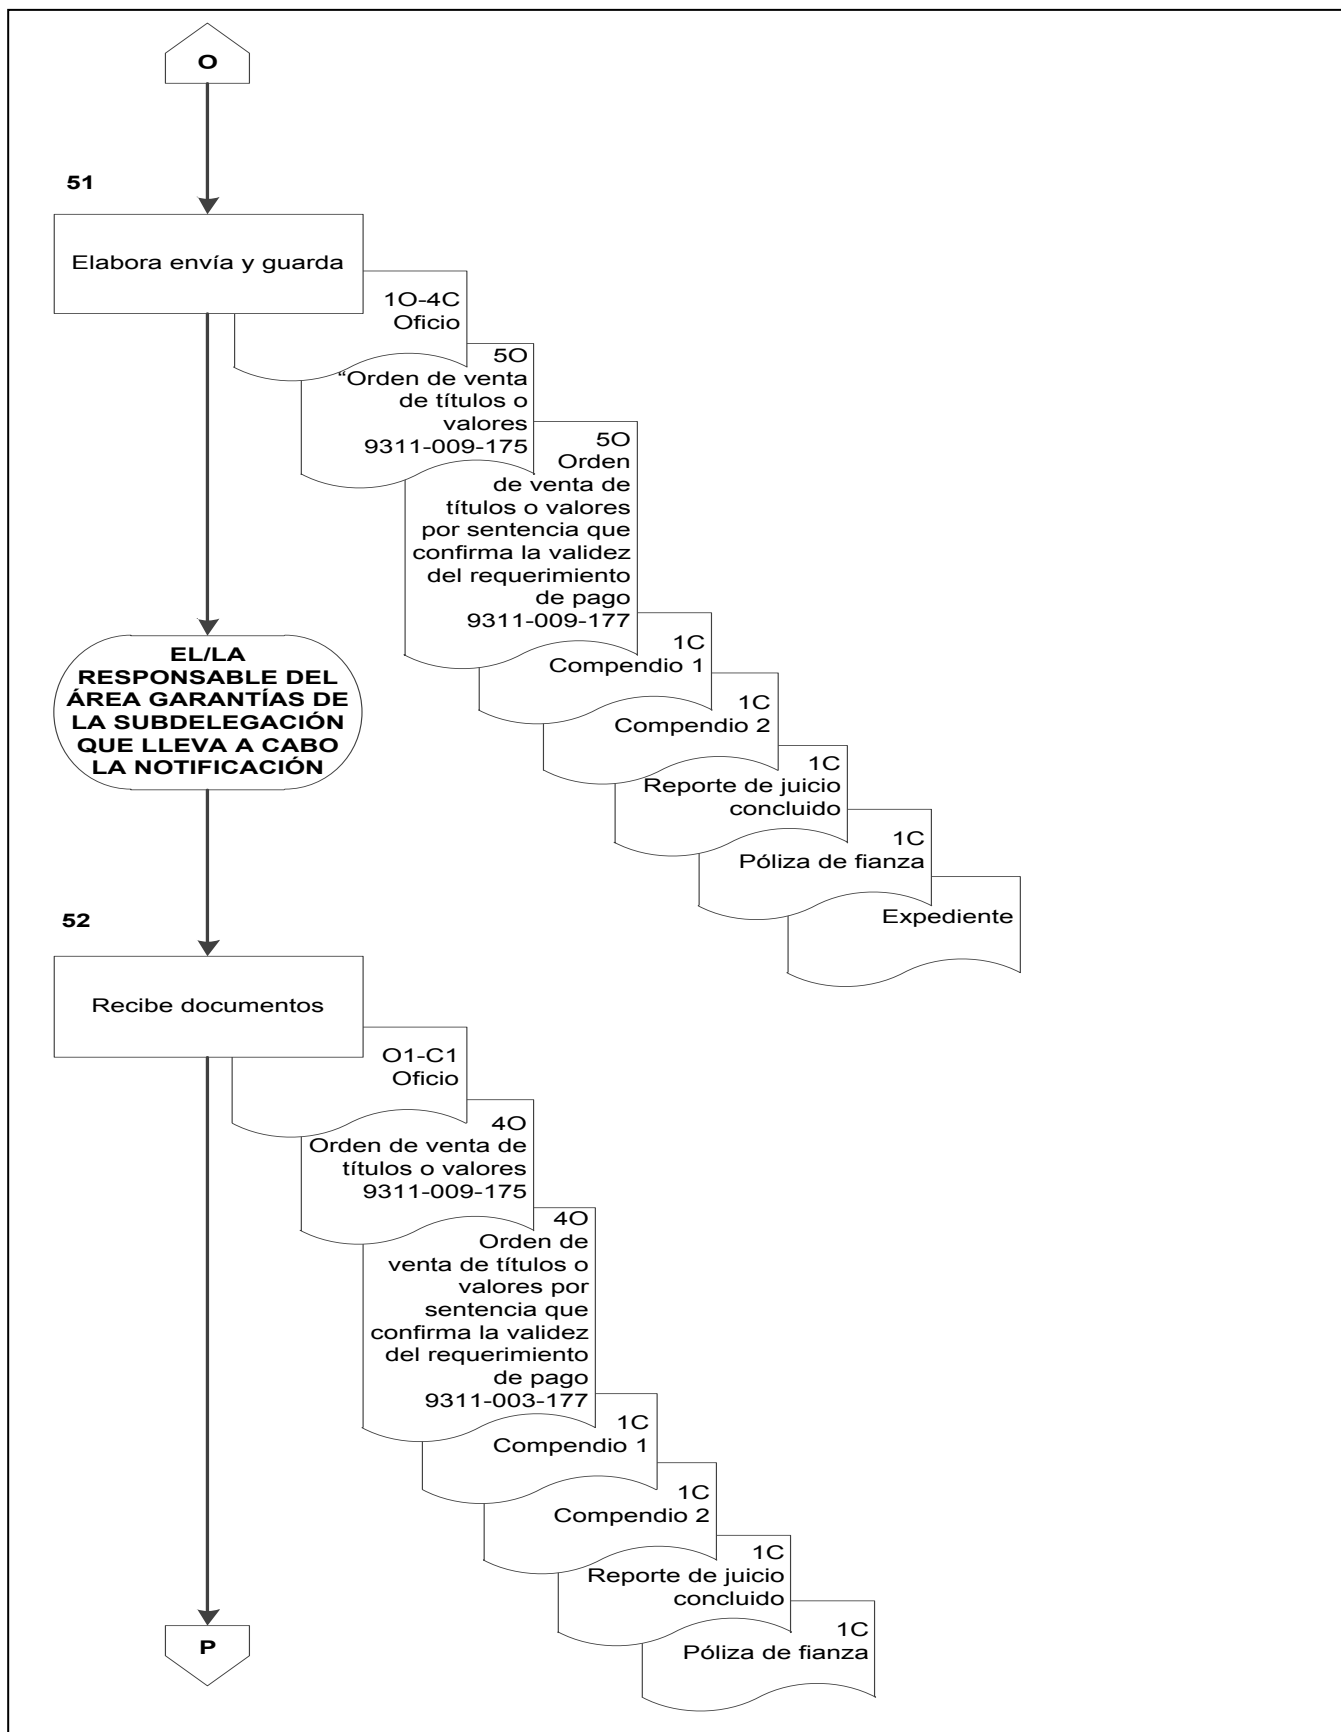 O
51
Elabora envía y guarda
1O-4C
Oficio
5O
“Orden de venta
de títulos o
valores
9311-009-175
5O
Orden
de venta de
títulos o valores
por sentencia que
confirma la validez
del requerimiento
de pago
9311-009-177
1C
Compendio 1
1C
Compendio 2
1C
Reporte de juicio
concluido
1C
Póliza de fianza
Expediente
EL/LA
RESPONSABLE DEL
ÁREA GARANTÍAS DE
LA SUBDELEGACIÓN
QUE LLEVA A CABO
LA NOTIFICACIÓN
52
Recibe documentos
O1-C1
Oficio
4O
Orden de venta de
títulos o valores
9311-009-175
4O
Orden de
venta de títulos o
valores por
sentencia que
confirma la validez
del requerimiento
de pago
9311-003-177
1C
Compendio 1
1C
Compendio 2
1C
Reporte de juicio
concluido
1C
Póliza de fianza
P